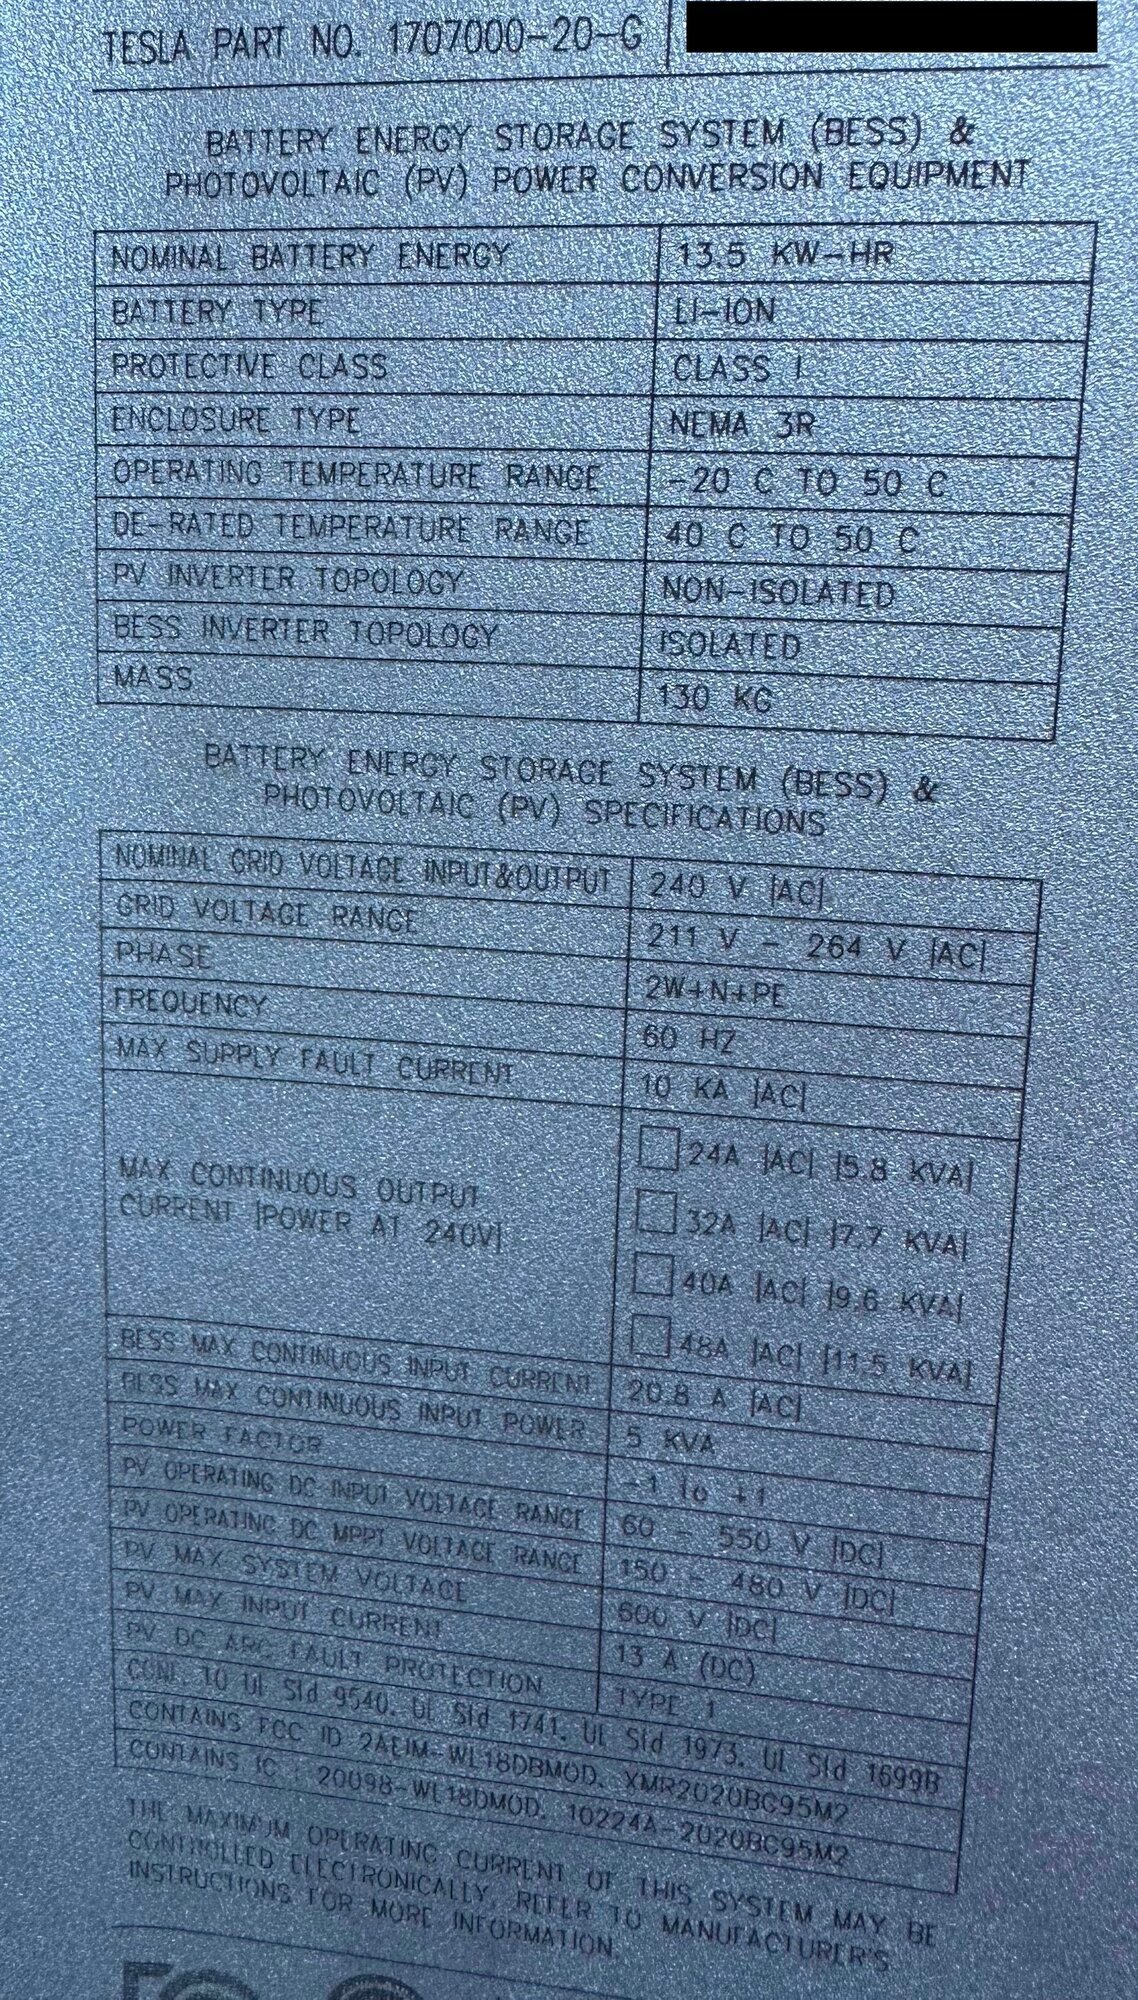 TESLA PART NO. 1707000-20-G
BATTERY ENERGY STORAGE SYSTEM (BESS) &
PHOTOVOLTAIC (PV) POWER CONVERSION EQUIPMENT
NOMINAL BATTERY ENERGY 13.5 KW-HR
BATTERY TYPE LI-ION
PROTECTIVE CLASS CLASS I
ENCLOSURE TYPE NEMA 3R
OPERATING TEMPERATURE RANGE -20 C TO 50 C
DE-RATED TEMPERATURE RANGE 40 C TO 50 C
PV INVERTER TOPOLOGY NON-ISOLATED
BESS INVERTER TOPOLOGY ISOLATED
MASS 130 KG
BATTERY ENERGY STORAGE SYSTEM (BESS) &
PHOTOVOLTAIC (PV) SPECIFICATIONS
NOMINAL GRID VOLTAGE INPUT&OUTPUT 240 V |AC|
GRID VOLTAGE RANGE 211 V - 264 V |AC|
PHASE 2W+N+PE
FREQUENCY 60 HZ
MAX SUPPLY FAULT CURRENT 10 KA |AC|
MAX CONTINUOUS OUTPUT
CURRENT |POWER AT 240V|
24A |AC| |5.8 KVA|
32A |AC| |7.7 KVA|
40A |AC| |9.6 KVA|
48A |AC| |11.5 KVA|
BESS MAX CONTINUOUS INPUT CURRENT 20.8 A |AC|
BESS MAX CONTINUOUS INPUT POWER 5 KVA
POWER FACTOR -1 to +1
PV OPERATING DC INPUT VOLTAGE RANGE 60 - 550 V |DC|
PV OPERATING DC MPPT VOLTAGE RANGE 150 - 480 V |DC|
PV MAX SYSTEM VOLTAGE 600 V |DC|
PV MAX INPUT CURRENT 13 A (DC)
PV DC ARC FAULT PROTECTION TYPE 1
CONF. TO UL Std 9540. UL Std 1741. UL Std 1973. UL Std 1699B
CONTAINS FCC ID 2AEIM-WL18DBMOD. XMR2020BG95M2
CONTAINS IC : 20098-WL18DMOD. 10224A-2020BG95M2
THE MAXIMUM OPERATING CURRENT OF THIS SYSTEM MAY BE
CONTROLLED ELECTRONICALLY, REFER TO MANUFACTURER'S
INSTRUCTIONS FOR MORE INFORMATION.